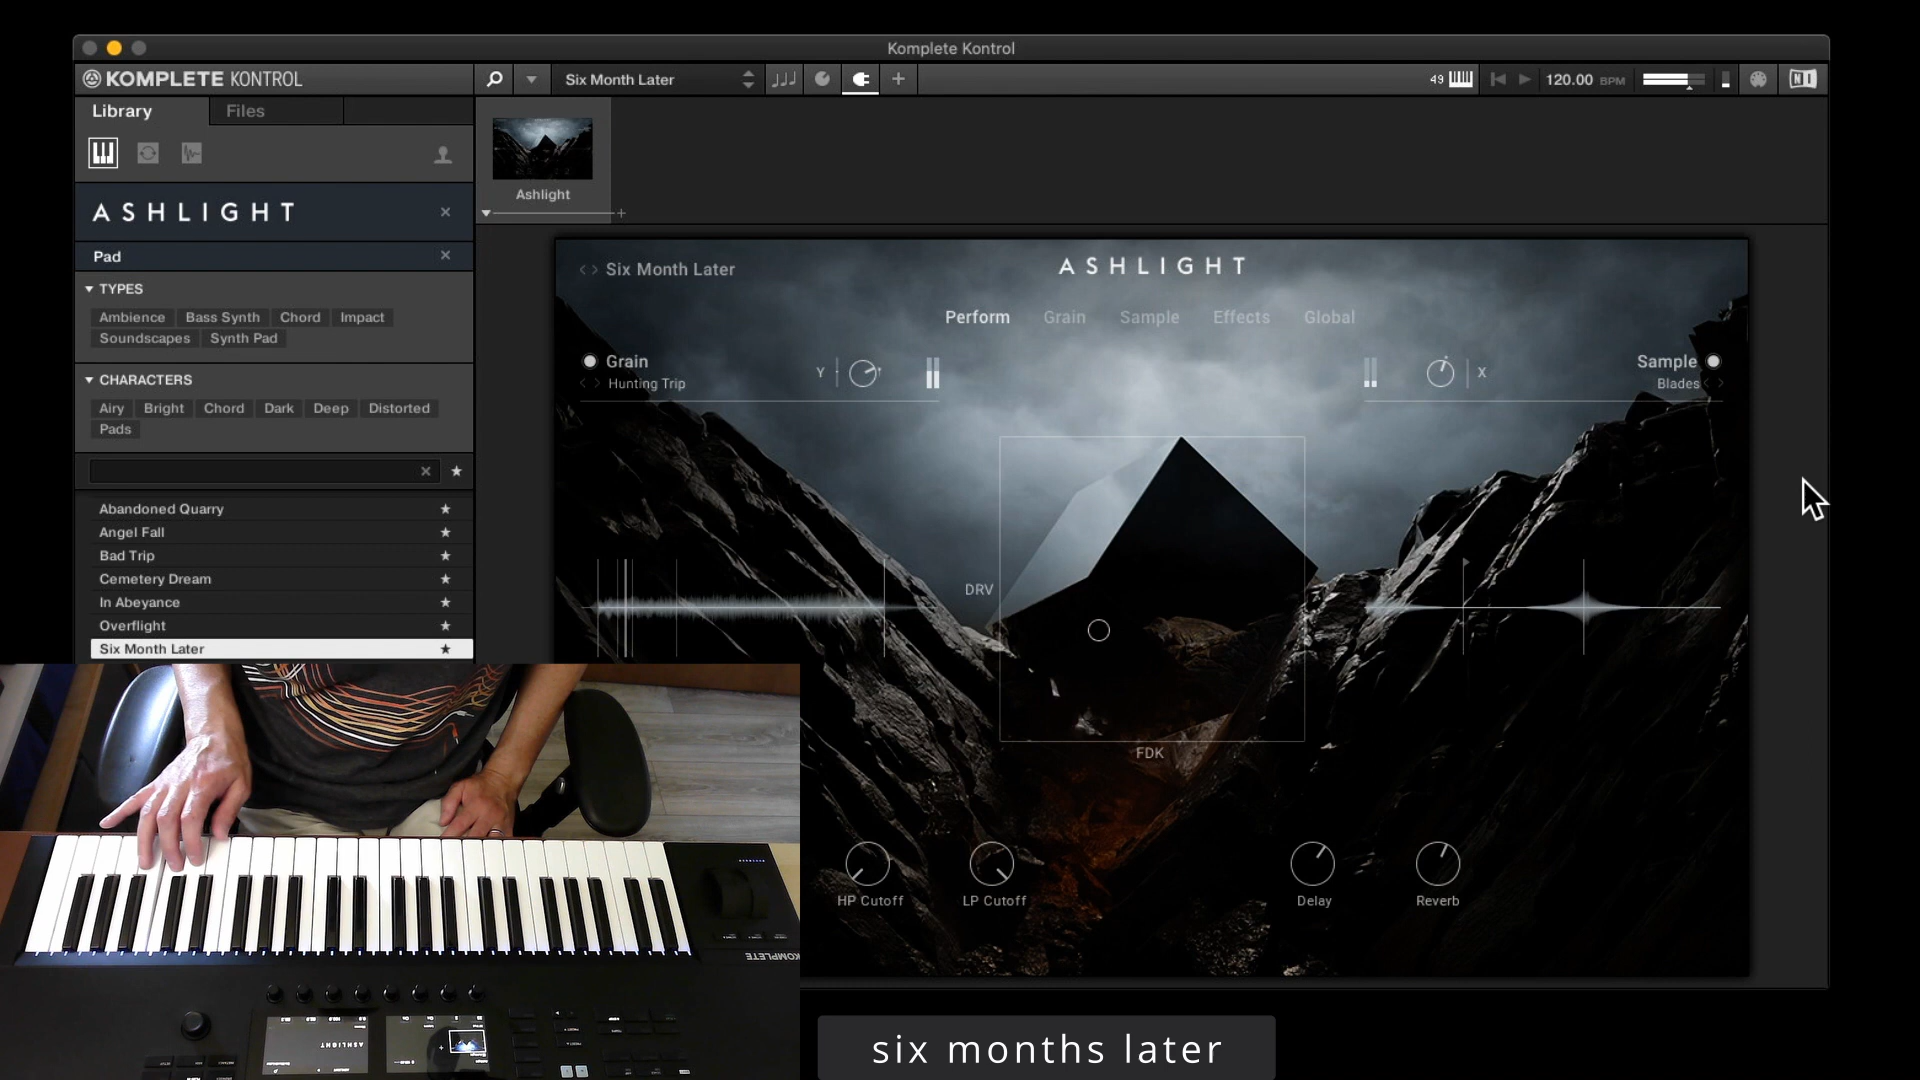 Komplete Kontrol
KOMPLETE KONTROL
Six Month Later
49
120.00 BPM
Library
Files
ASHLIGHT
Pad
TYPES
Ambience Bass Synth Chord Impact
Soundscapes Synth Pad
CHARACTERS
Airy Bright Chord Dark Deep Distorted
Pads
Abandoned Quarry
Angel Fall
Bad Trip
Cemetery Dream
In Abeyance
Overflight
Six Month Later
Ashlight
Six Month Later
ASHLIGHT
Perform Grain Sample Effects Global
Grain
Hunting Trip
Y
X
Sample
Blades
DRV
FDK
HP Cutoff
LP Cutoff
Delay
Reverb
KOMPLETE
ASHLIGHT
six months later